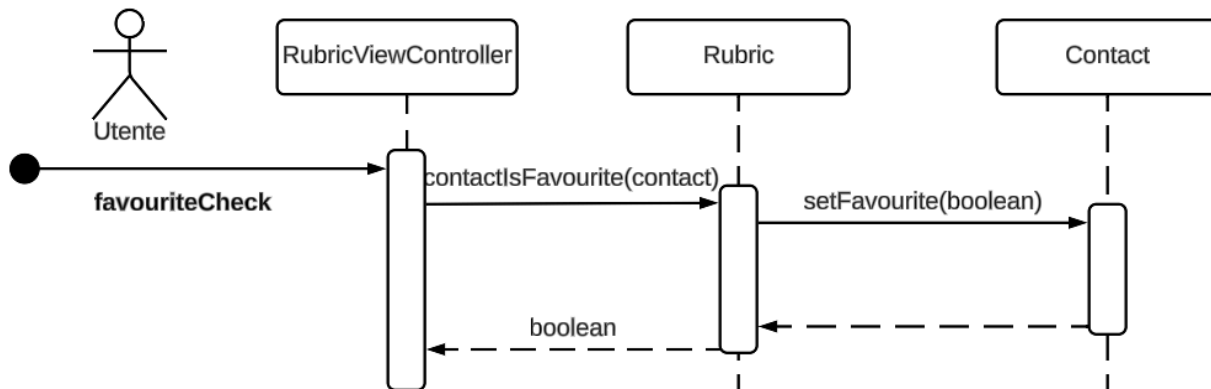 RubricViewController
Rubric
Contact
Utente
favouriteCheck
contactIsFavourite(contact)
setFavourite(boolean)
boolean